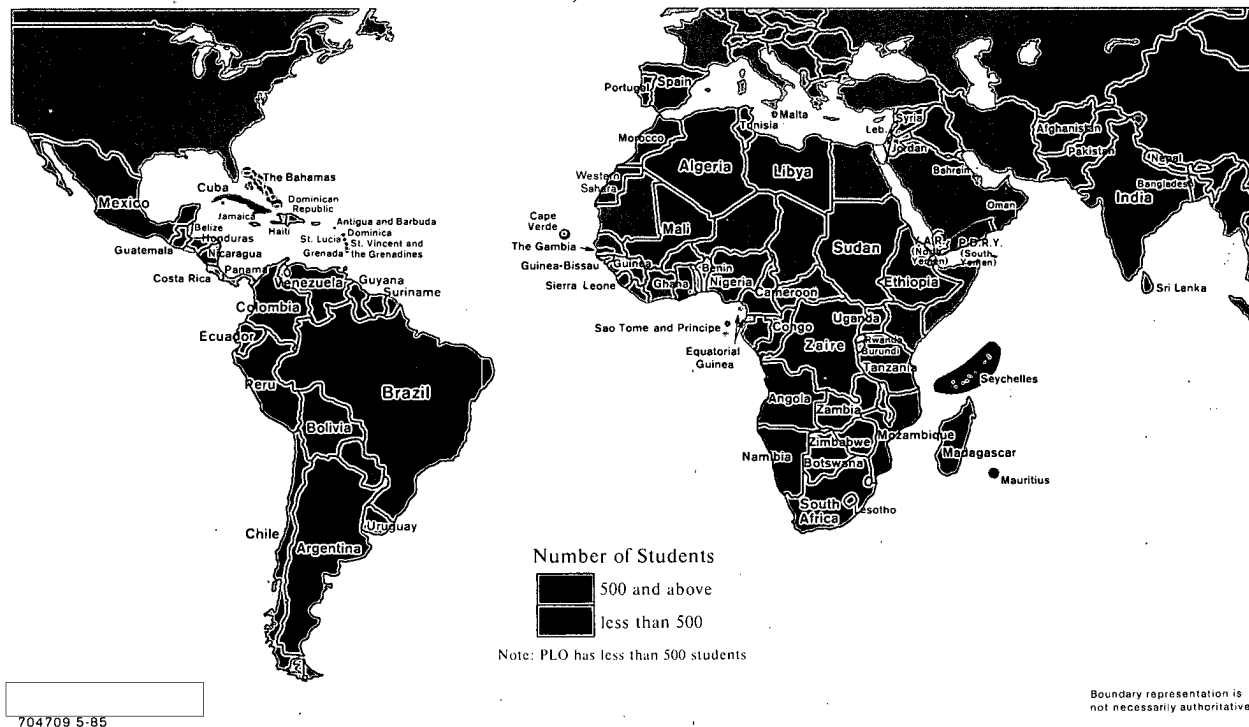 Portugal
Spain
Malta
Tunisia
Morocco
Syria
Leb.
Jordan
Afghanistan
Pakistan
Nepal
Bangladesh
Bahrain
India
Oman
Algeria
Libya
Western
Sahara
The Bahamas
Cuba
Dominican
Republic
Mexico
Jamaica
Haiti
Antigua and Barbuda
Belize
Dominica
Honduras
St. Lucia
St. Vincent and
the Grenadines
Guatemala
Nicaragua
Grenada
Costa Rica
Panama
Venezuela
Guyana
Suriname
Colombia
Ecuador
Peru
Brazil
Bolivia
Chile
Argentina
Uruguay
Cape
Verde
Mali
The Gambia
Guinea-Bissau
Guinea
Sierra Leone
Ghana
Benin
Nigeria
Cameroon
Sudan
Y.A.R.
(North
Yemen)
P.D.R.Y.
(South
Yemen)
Ethiopia
Sri Lanka
Sao Tome and Principe
Equatorial
Guinea
Congo
Uganda
Zaire
Rwanda
Burundi
Tanzania
Seychelles
Angola
Zambia
Mozambique
Zimbabwe
Madagascar
Namibia
Botswana
Mauritius
South
Africa
Lesotho
Number of Students
500 and above
less than 500
Note: PLO has less than 500 students
Boundary representation is
not necessarily authoritative
704709 5-85